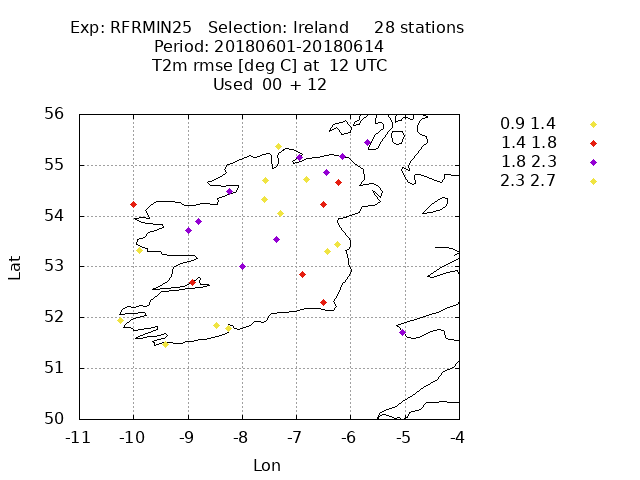 Exp: RFRMIN25 Selection: Ireland 28 stations
Period: 20180601-20180614
T2m rmse [deg C] at 12 UTC
Used 00 + 12
56
55
54
53
52
51
50
-11 -10 -9 -8 -7 -6 -5 -4
Lat
Lon
0.9 1.4
1.4 1.8
1.8 2.3
2.3 2.7